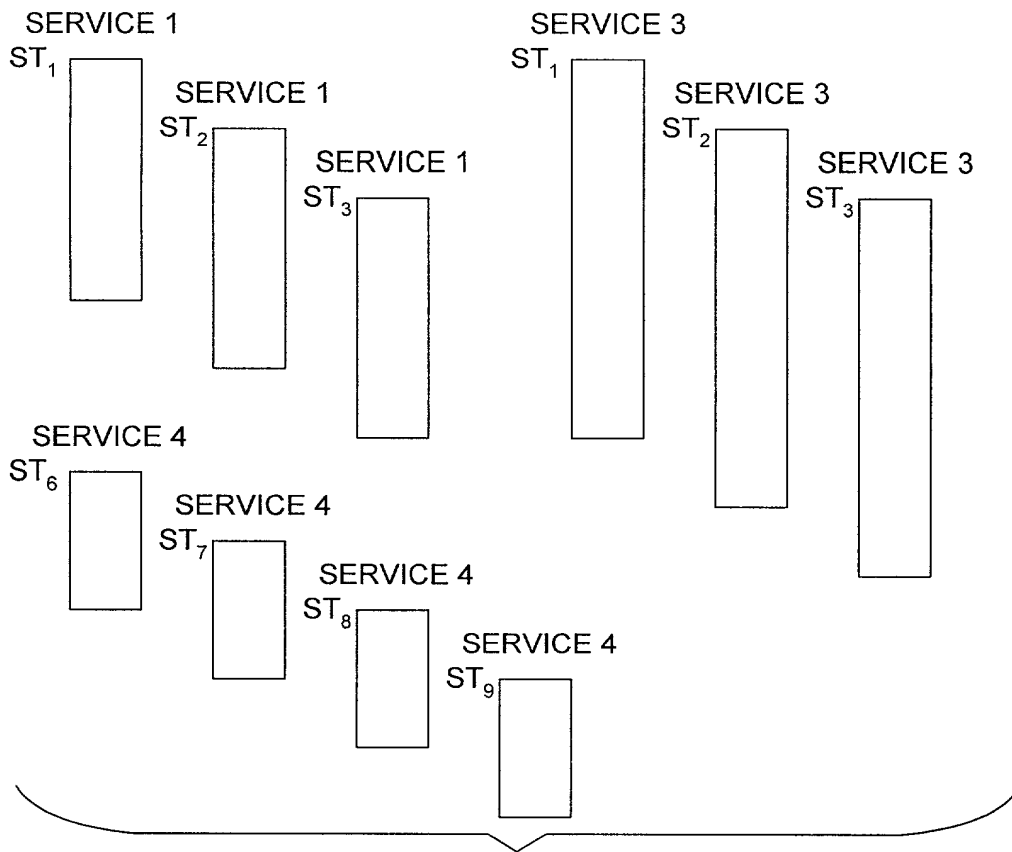 SERVICE 1
ST₁
SERVICE 1
ST₂
SERVICE 1
ST₃
SERVICE 3
ST₁
SERVICE 3
ST₂
SERVICE 3
ST₃
SERVICE 4
ST₆
SERVICE 4
ST₇
SERVICE 4
ST₈
SERVICE 4
ST₉